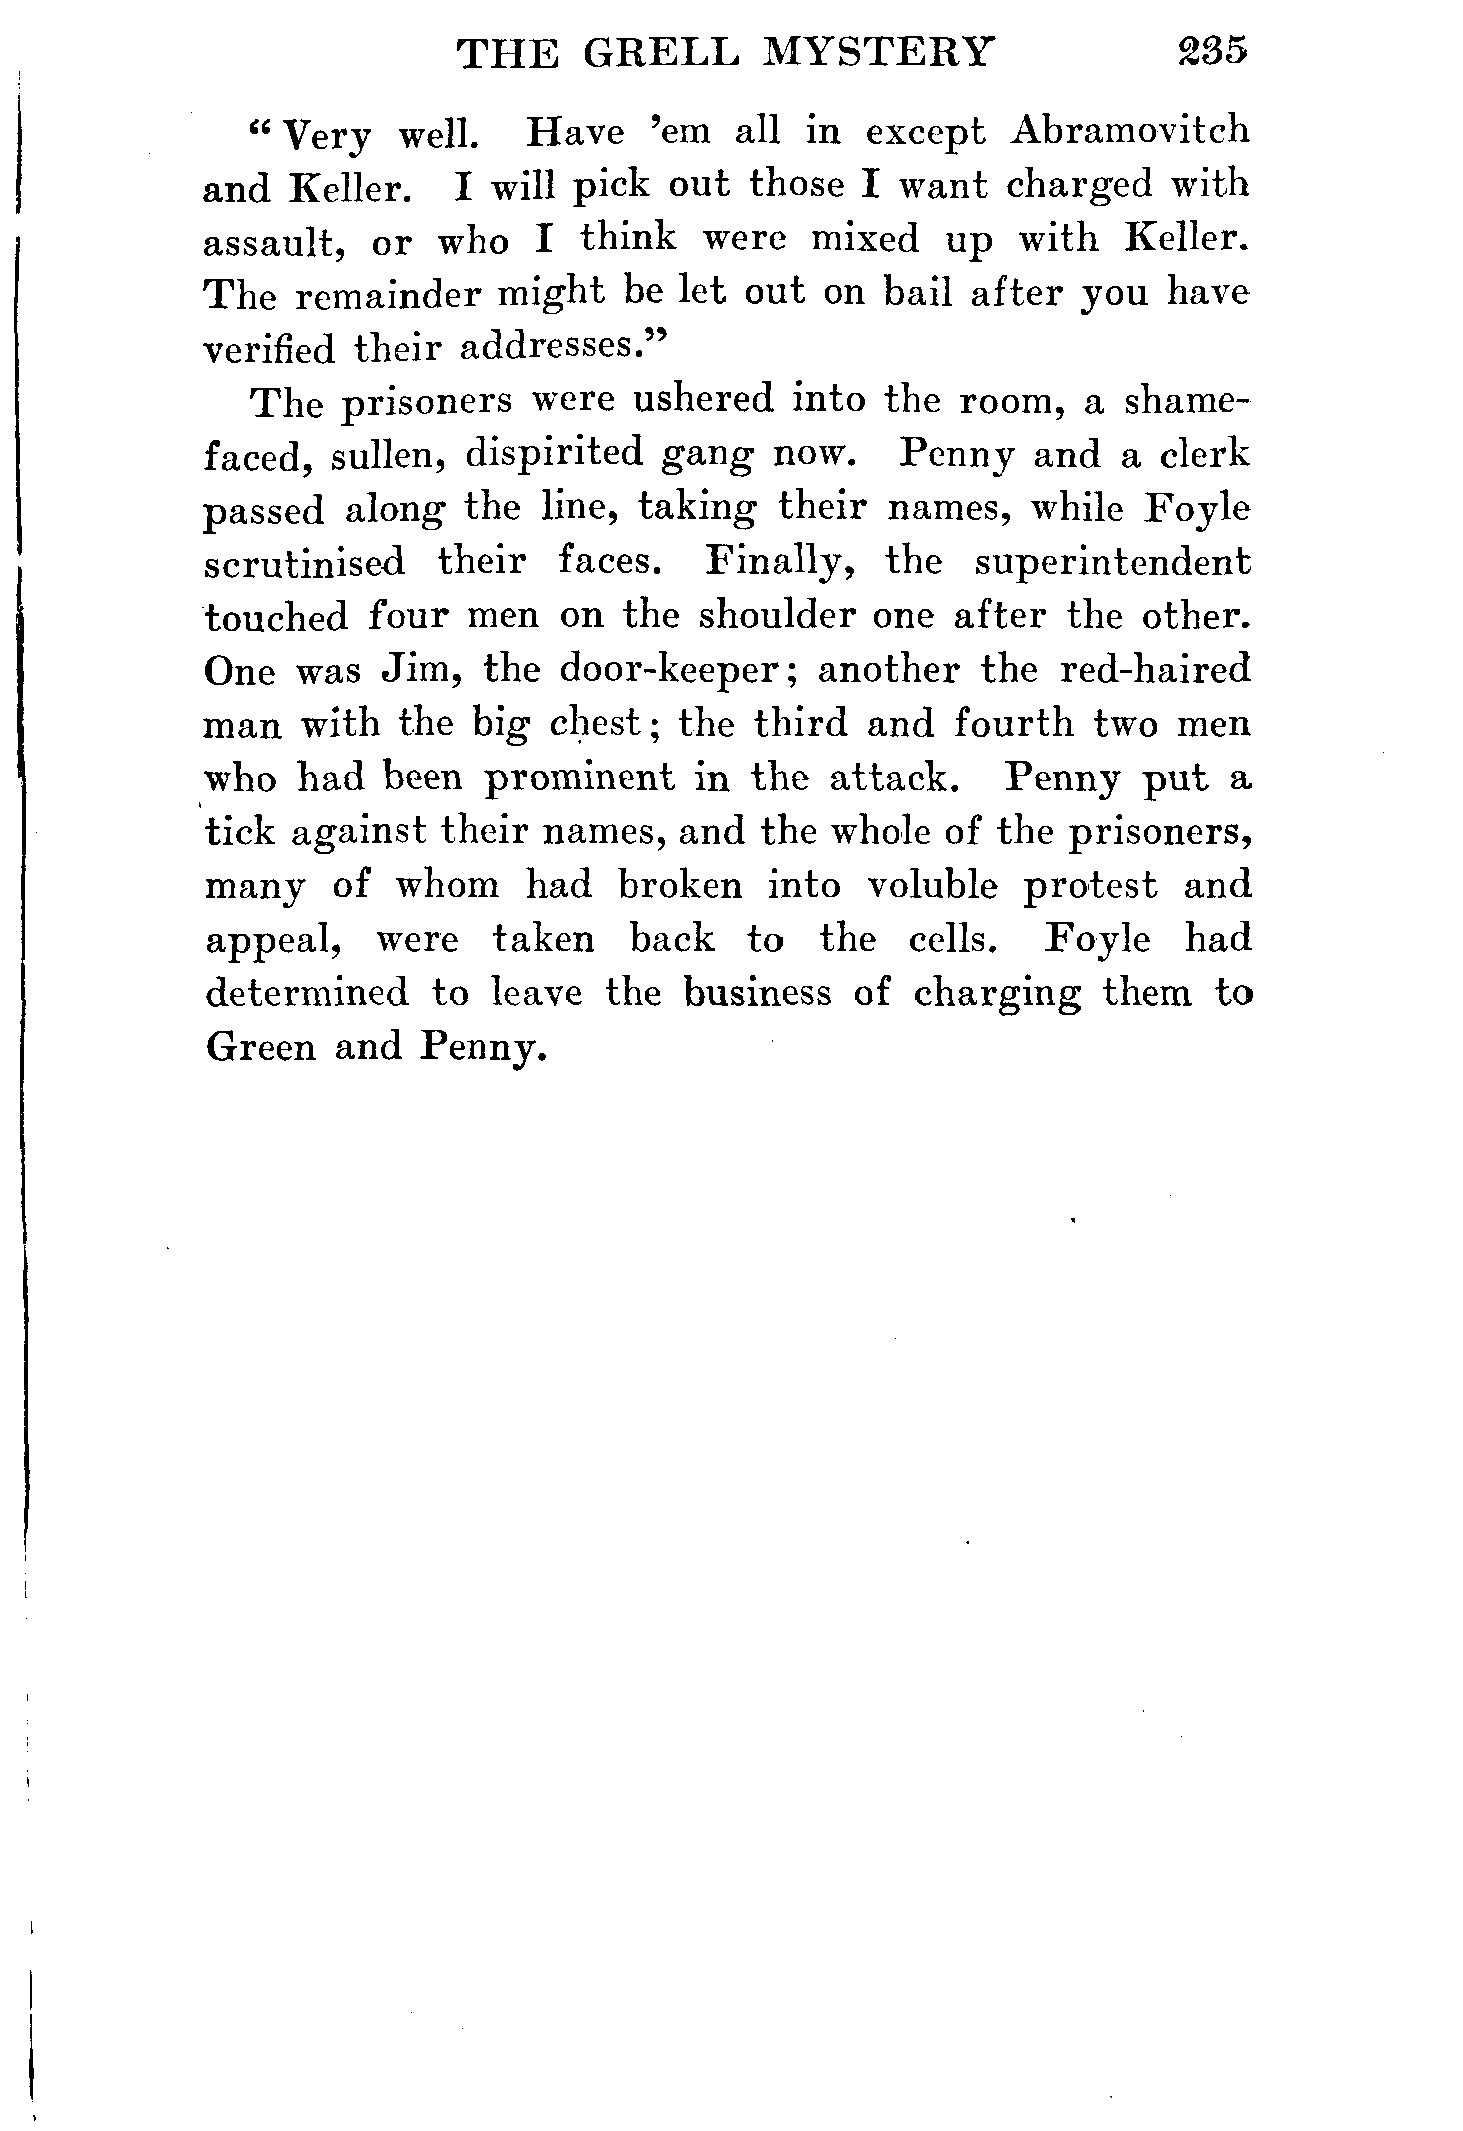 THE GRELL MYSTERY 235
“Very well. Have ’em all in except Abramovitch
and Keller. I will pick out those I want charged with
assault, or who I think were mixed up with Keller.
The remainder might be let out on bail after you have
verified their addresses.”
The prisoners were ushered into the room, a shame-
faced, sullen, dispirited gang now. Penny and a clerk
passed along the line, taking their names, while Foyle
scrutinised their faces. Finally, the superintendent
touched four men on the shoulder one after the other.
One was Jim, the door-keeper; another the red-haired
man with the big chest; the third and fourth two men
who had been prominent in the attack. Penny put a
tick against their names, and the whole of the prisoners,
many of whom had broken into voluble protest and
appeal, were taken back to the cells. Foyle had
determined to leave the business of charging them to
Green and Penny.